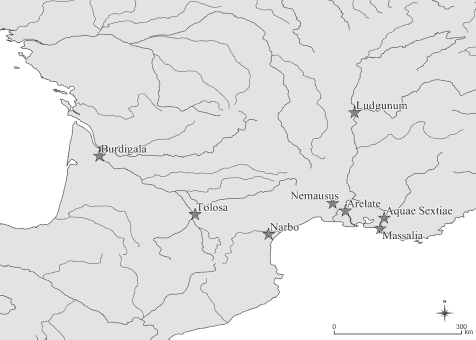 Ludgunum
Burdigala
Nemausus
Arelate
Tolosa
Aquae Sextiae
Narbo
Massalia
N
0 300
km